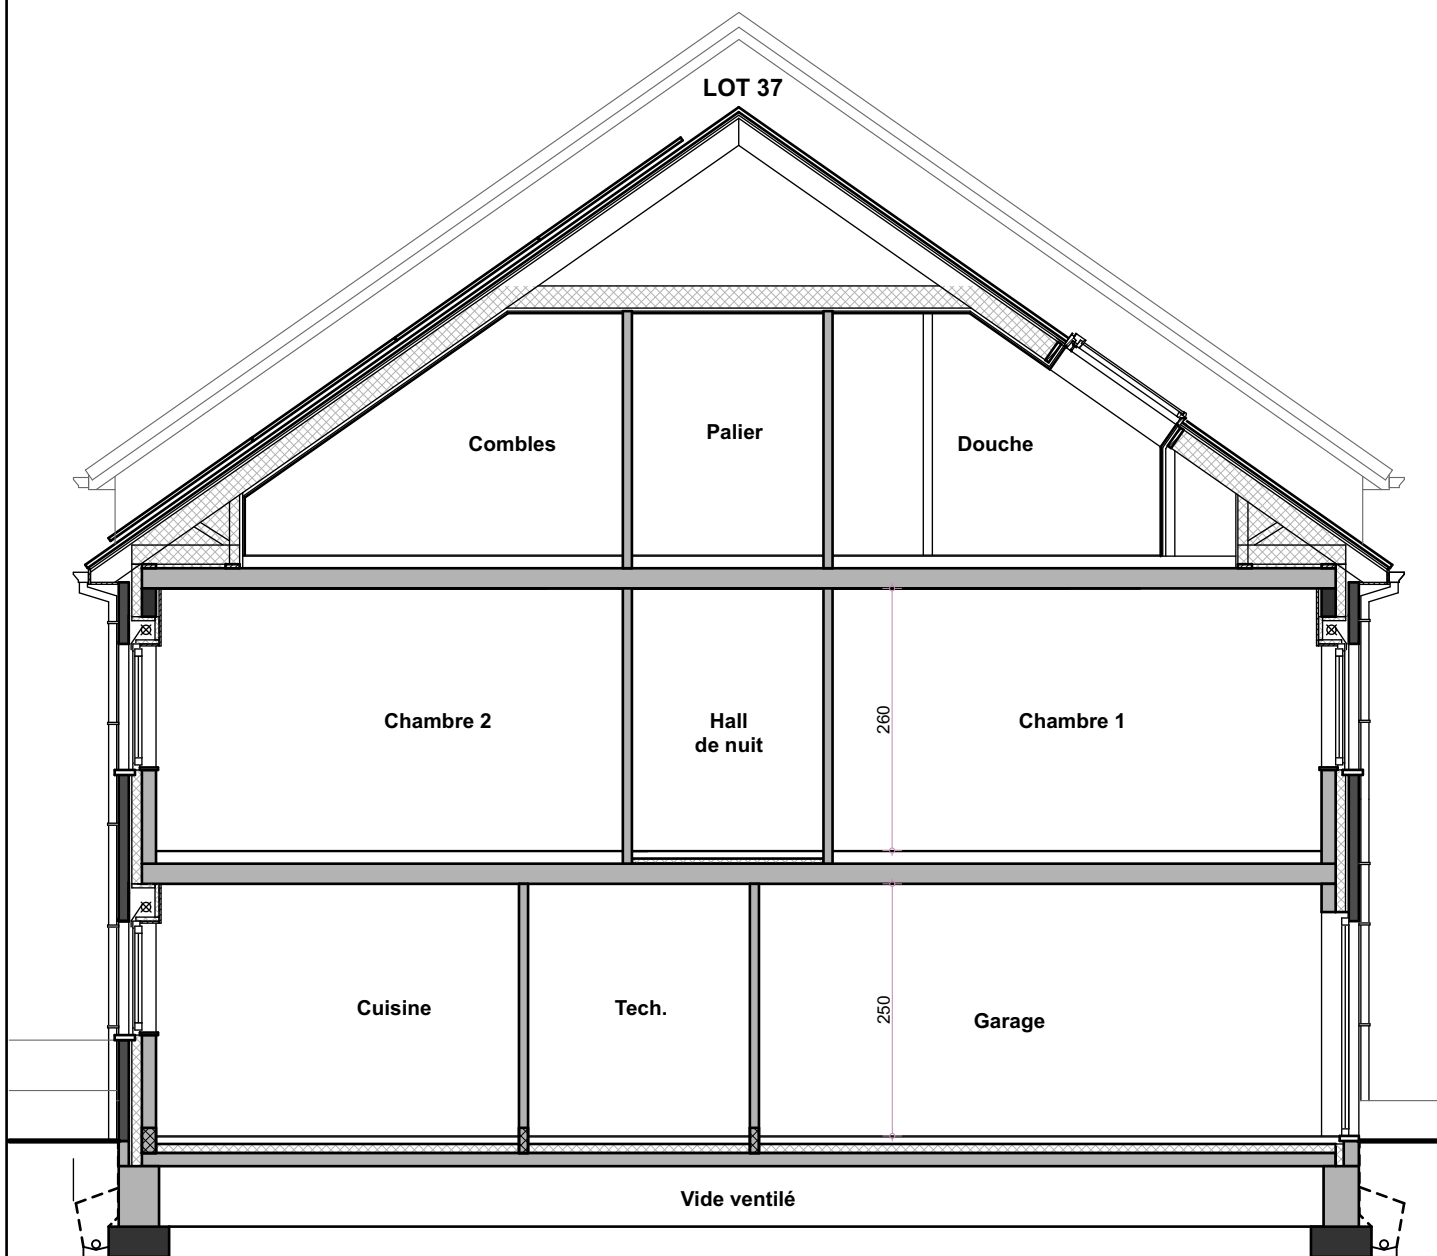 LOT 37
Combles
Palier
Douche
Chambre 2
Hall
de nuit
260
Chambre 1
Cuisine
Tech.
250
Garage
Vide ventilé